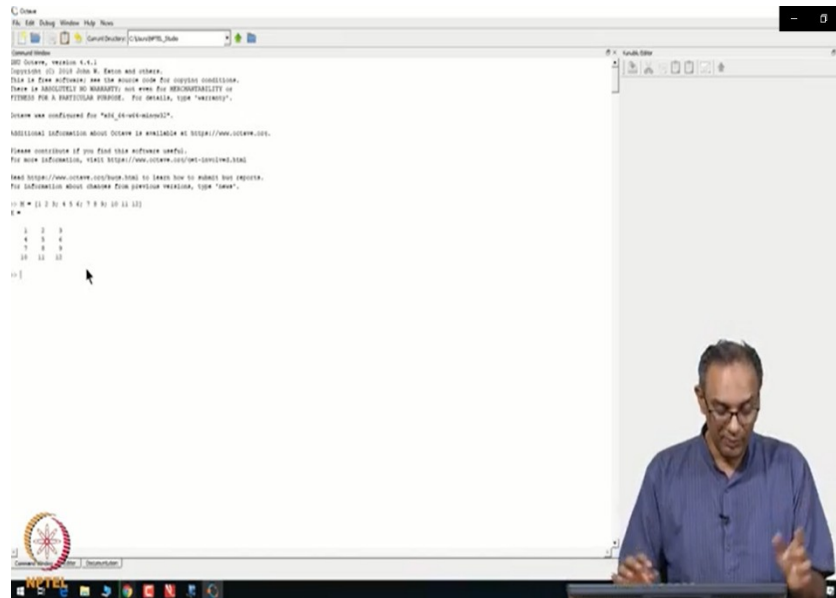 Octave
File Edit Debug Window Help News
Current Directory: C:\Users\NPTEL_Studio
Command Window
Variable Editor
GNU Octave, version 4.4.1
Copyright (C) 2018 John W. Eaton and others.
This is free software; see the source code for copying conditions.
There is ABSOLUTELY NO WARRANTY; not even for MERCHANTABILITY or
FITNESS FOR A PARTICULAR PURPOSE. For details, type 'warranty'.
Octave was configured for "x86_64-w64-mingw32".
Additional information about Octave is available at https://www.octave.org.
Please contribute if you find this software useful.
For more information, visit https://www.octave.org/get-involved.html
Read https://www.octave.org/bugs.html to learn how to submit bug reports.
For information about changes from previous versions, type 'news'.
>> M = [1 2 3; 4 5 6; 7 8 9; 10 11 12]
M =
1 2 3
4 5 6
7 8 9
10 11 12
>>
Command Window Editor Documentation
NPTEL